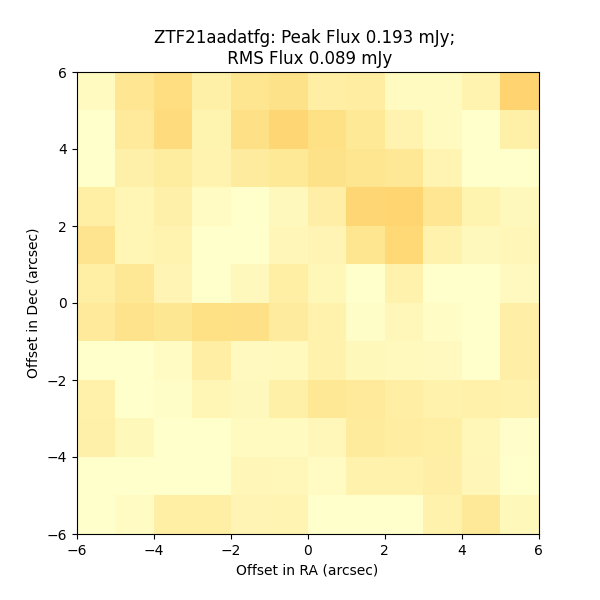 ZTF21aadatfg: Peak Flux 0.193 mJy;
RMS Flux 0.089 mJy
6
4
2
0
−2
−4
−6
Offset in Dec (arcsec)
−6 −4 −2 0 2 4 6
Offset in RA (arcsec)